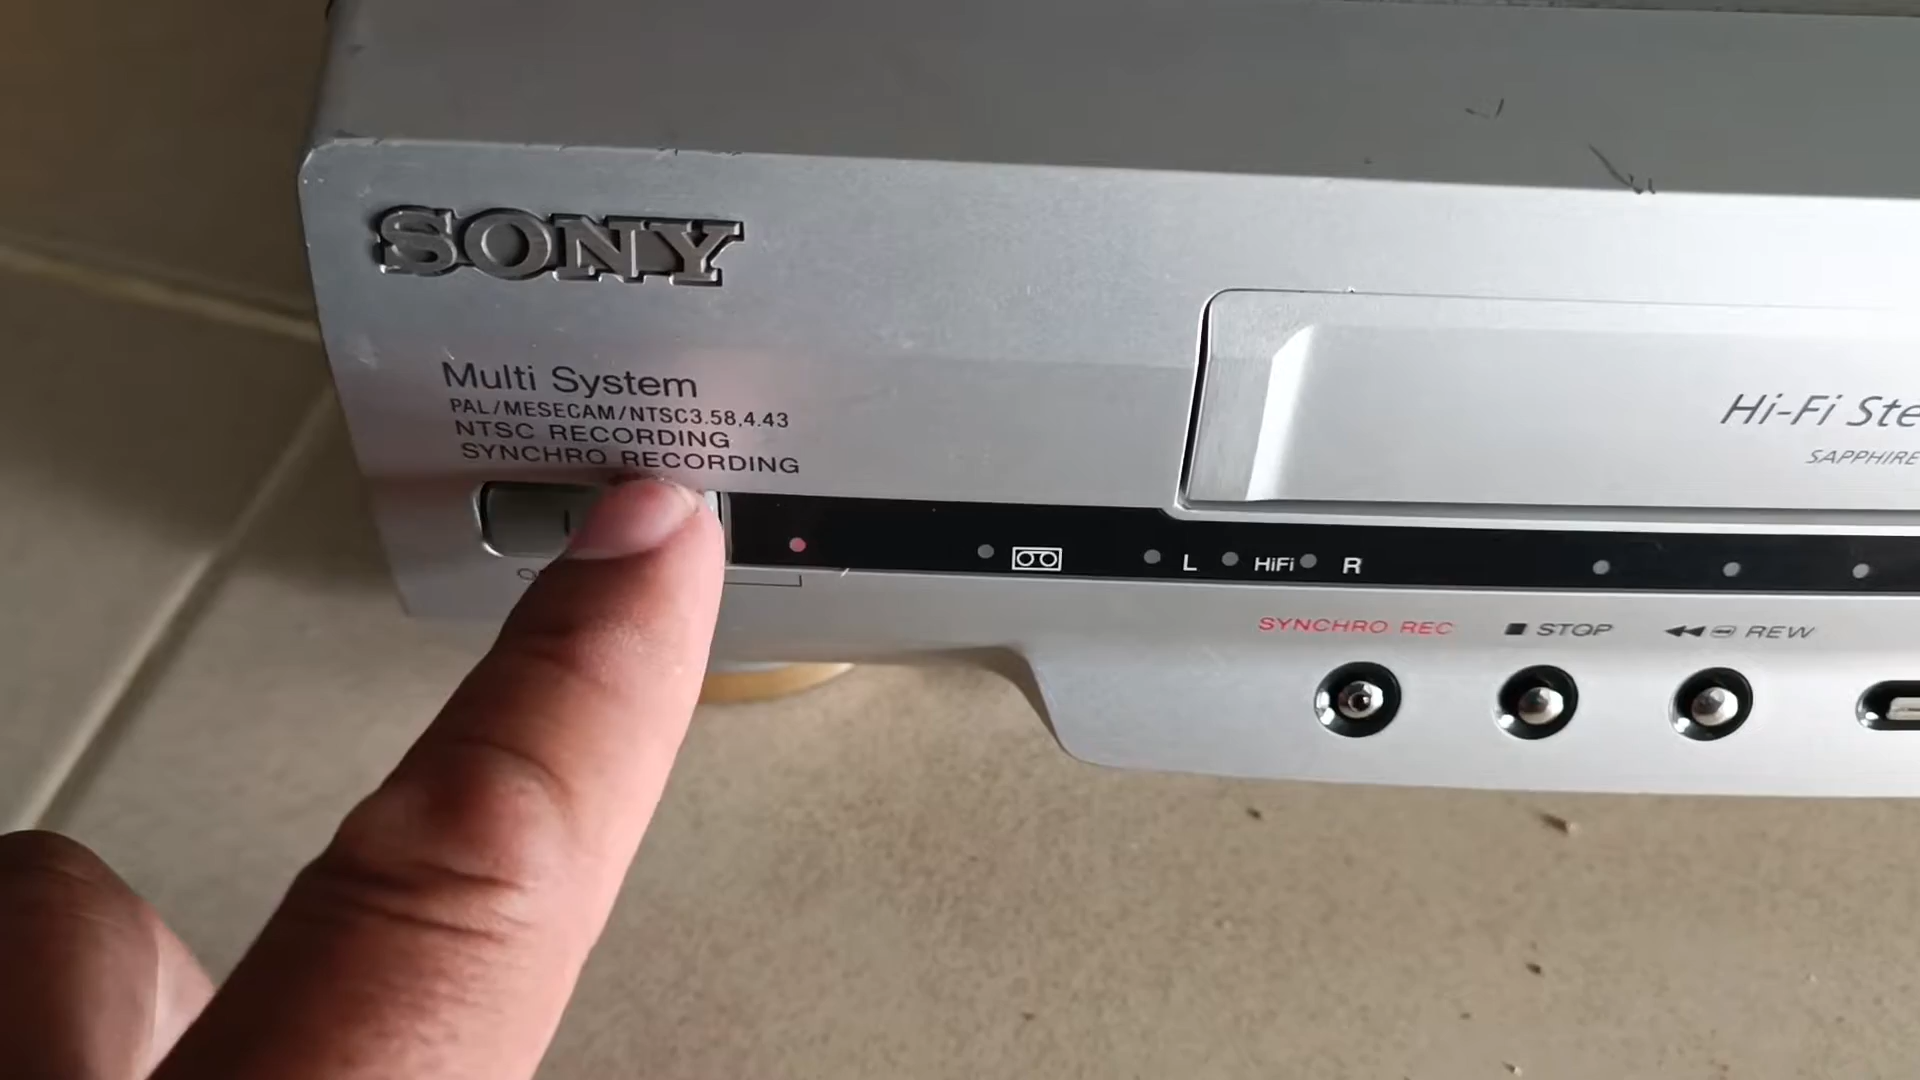 SONY
Multi System
PAL/MESECAM/NTSC3.58,4.43
NTSC RECORDING
SYNCHRO RECORDING
Hi-Fi Ste
SAPPHIRE
L HiFi R
SYNCHRO REC ■ STOP ◀◀ REW